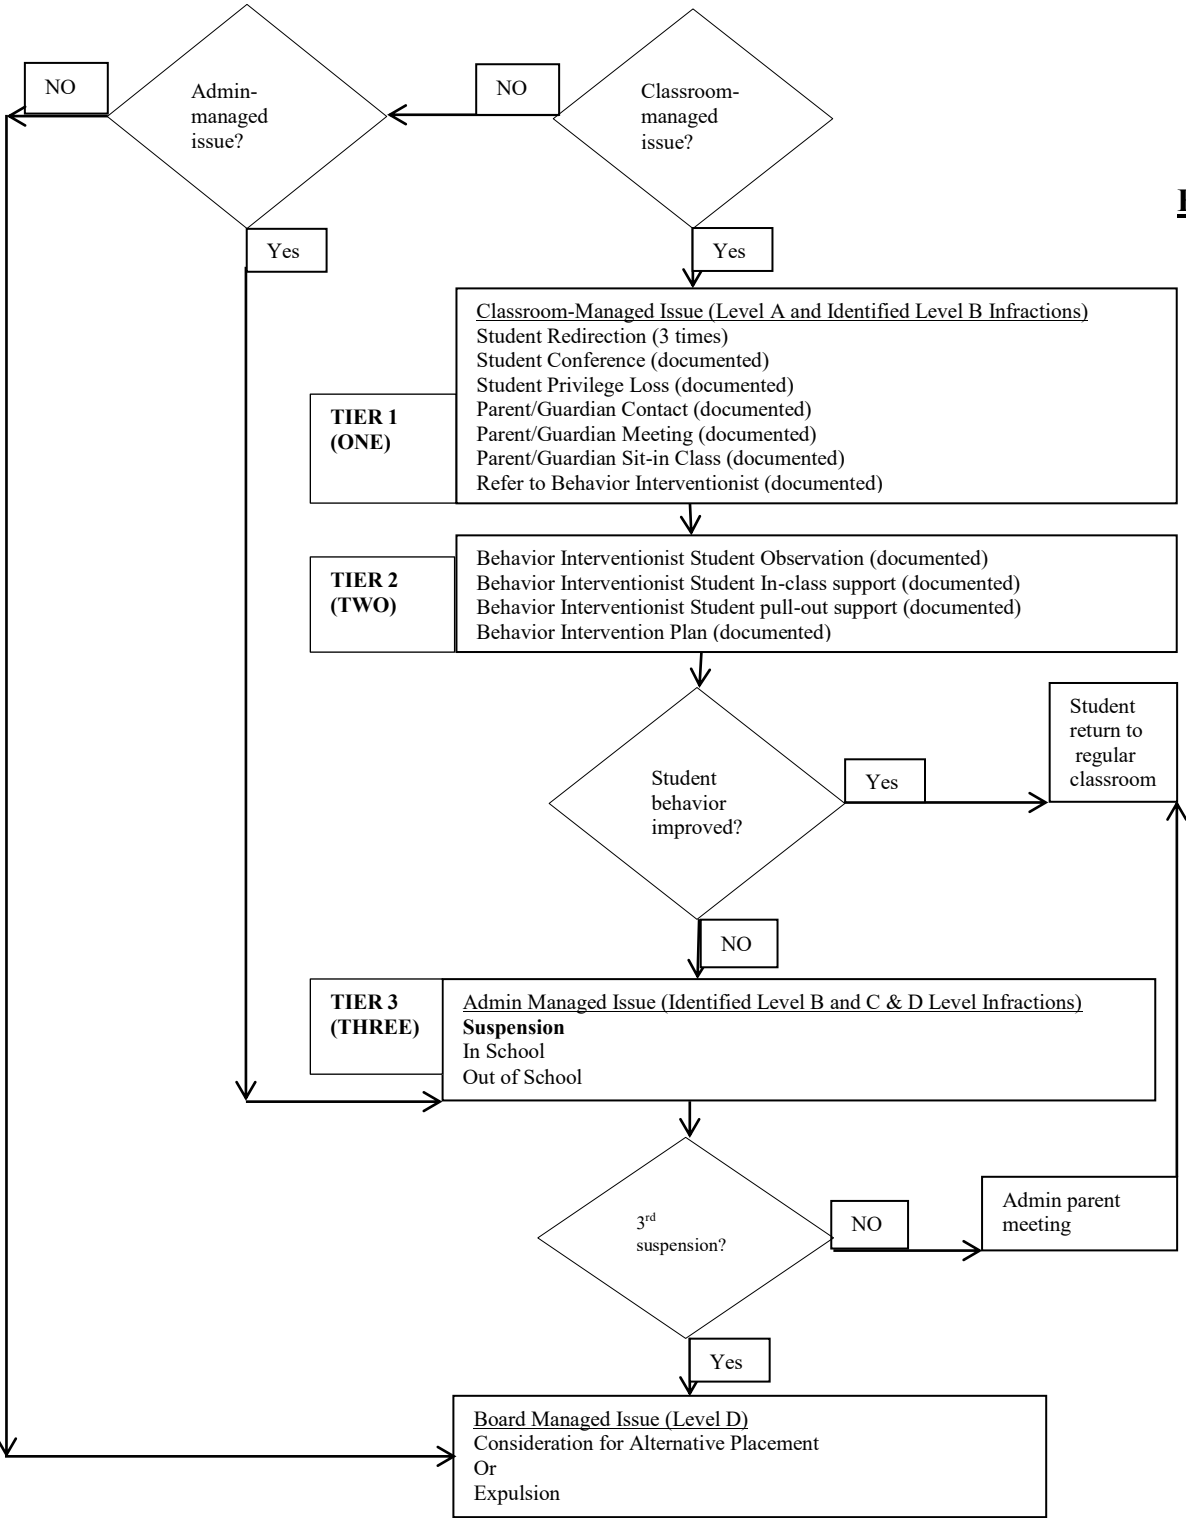 NO
Admin-
managed
issue?
NO
Classroom-
managed
issue?
Yes
Yes
Classroom-Managed Issue (Level A and Identified Level B Infractions)
Student Redirection (3 times)
Student Conference (documented)
Student Privilege Loss (documented)
Parent/Guardian Contact (documented)
Parent/Guardian Meeting (documented)
Parent/Guardian Sit-in Class (documented)
Refer to Behavior Interventionist (documented)
TIER 1
(ONE)
Behavior Interventionist Student Observation (documented)
Behavior Interventionist Student In-class support (documented)
Behavior Interventionist Student pull-out support (documented)
Behavior Intervention Plan (documented)
TIER 2
(TWO)
Student
behavior
improved?
Yes
Student
return to
regular
classroom
NO
TIER 3
(THREE)
Admin Managed Issue (Identified Level B and C & D Level Infractions)
Suspension
In School
Out of School
3rd
suspension?
NO
Admin parent
meeting
Yes
Board Managed Issue (Level D)
Consideration for Alternative Placement
Or
Expulsion